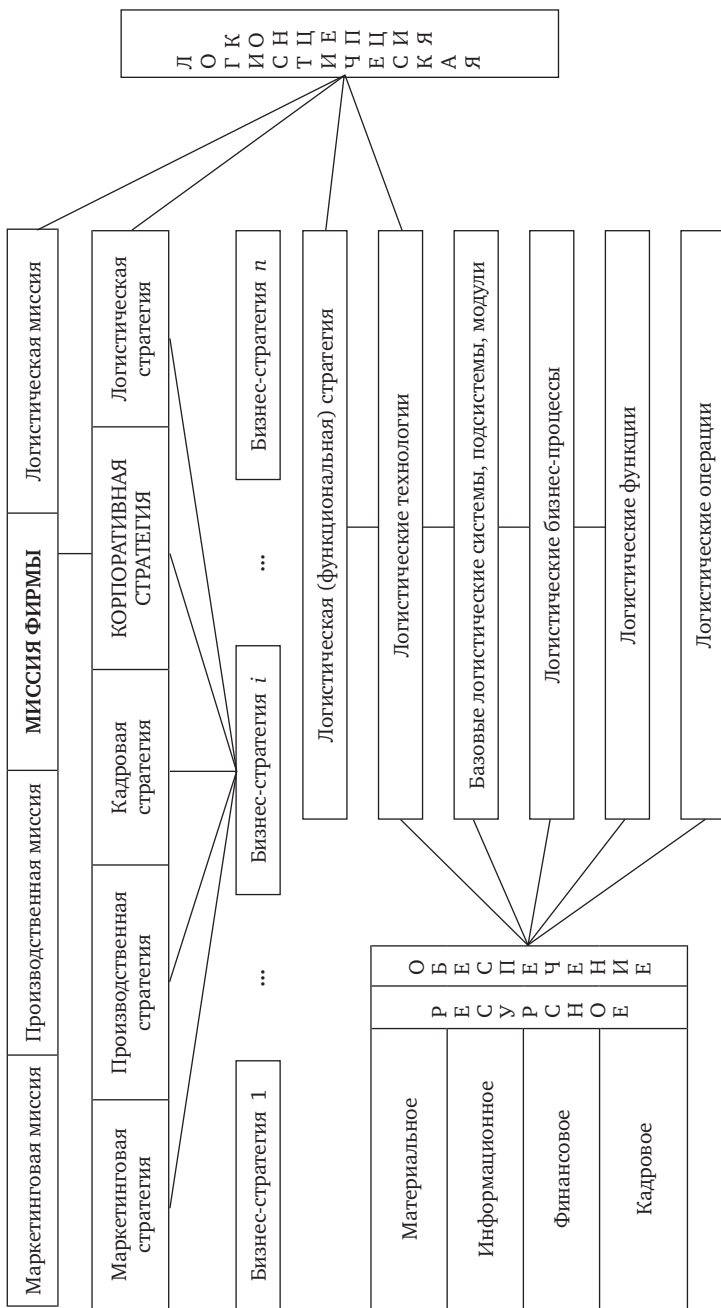 Маркетинговая миссия
Производственная миссия
МИССИЯ ФИРМЫ
Логистическая миссия
Маркетинговая
стратегия
Производственная
стратегия
Кадровая
стратегия
КОРПОРАТИВНАЯ
СТРАТЕГИЯ
Логистическая
стратегия
Бизнес-стратегия 1
...
Бизнес-стратегия i
...
Бизнес-стратегия n
Логистическая (функциональная) стратегия
Логистические технологии
Базовые логистические системы, подсистемы, модули
Логистические бизнес-процессы
Логистические функции
Логистические операции
Материальное
Информационное
Финансовое
Кадровое
РЕСУРСНОЕ
ОБЕСПЕЧЕНИЕ
ЛОГИСТИЧЕСКАЯ
КОНЦЕПЦИЯ